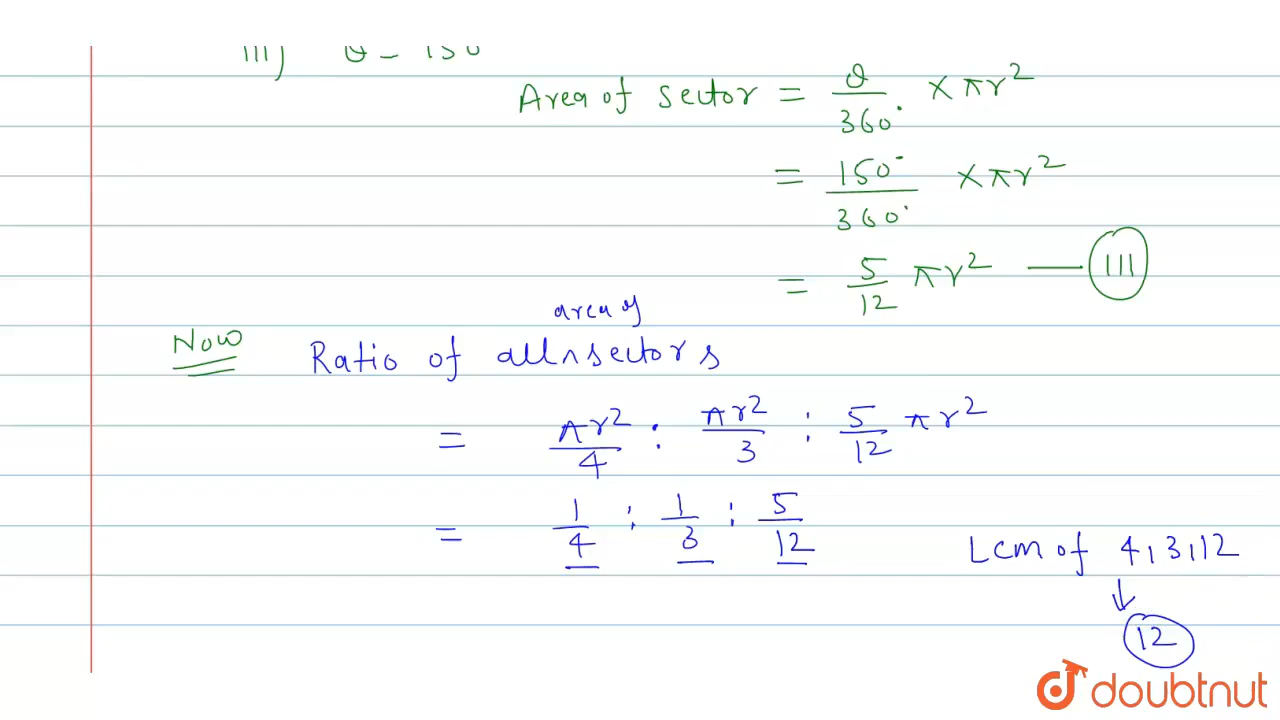 III) θ = 150
Area of sector = θ/360° × πr²
= 150°/360° × πr²
= 5/12 πr² — III
area of
Now Ratio of all ∧ sectors
= πr²/4 : πr²/3 : 5/12 πr²
= 1/4 : 1/3 : 5/12
Lcm of 4,3,12
↓
12
doubtnut